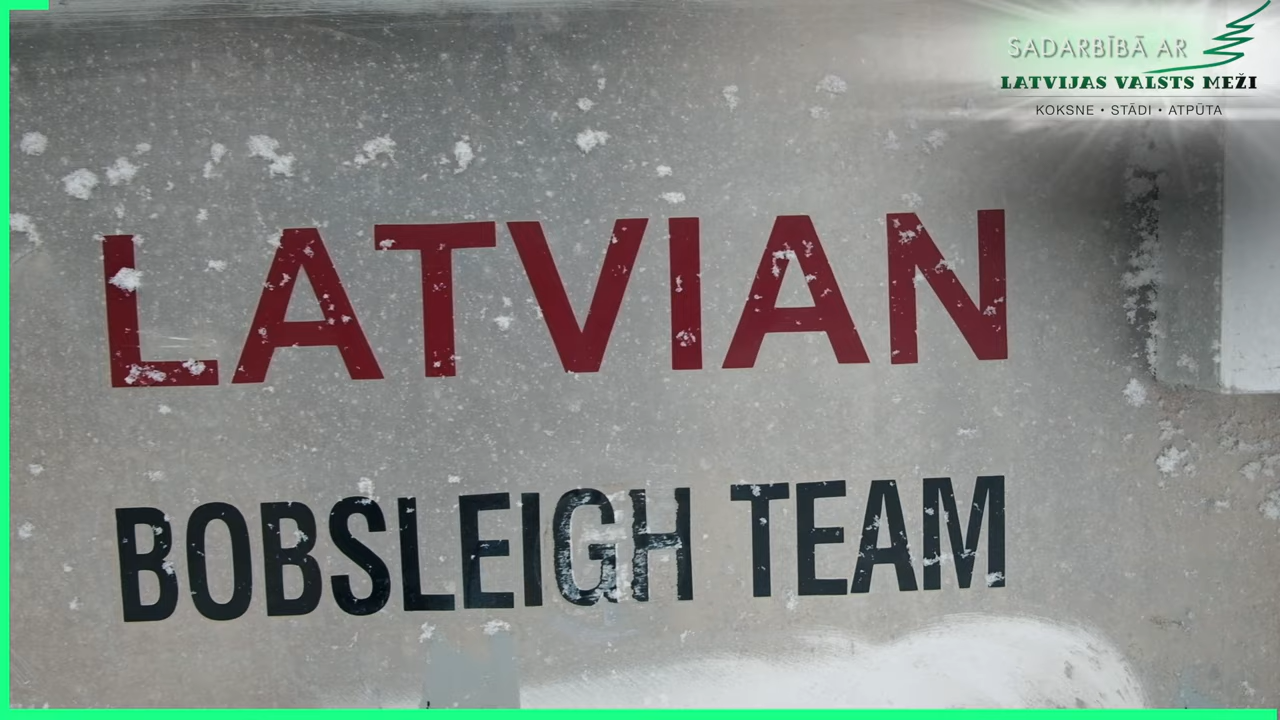 SADARBĪBĀ AR
LATVIJAS VALSTS MEŽI
KOKSNE • STĀDI • ATPŪTA
LATVIAN
BOBSLEIGH TEAM